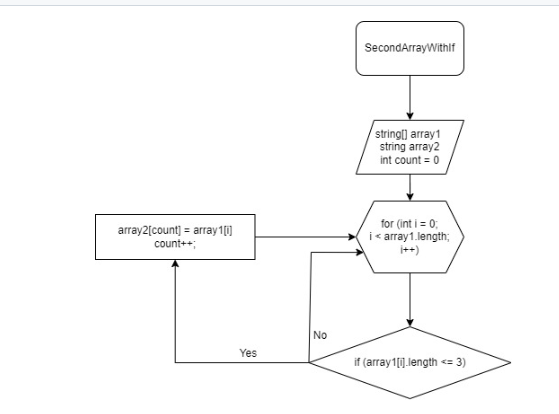 SecondArrayWithIf
string[] array1
string array2
int count = 0
for (int i = 0;
i < array1.length;
i++)
array2[count] = array1[i]
count++;
No
Yes
if (array1[i].length <= 3)